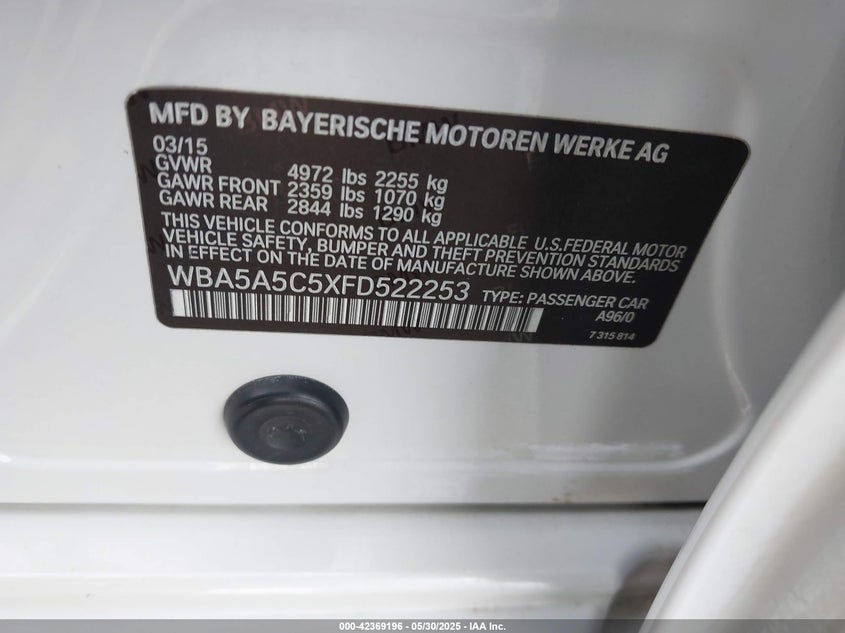 MFD BY BAYERISCHE MOTOREN WERKE AG
03/15
GVWR 4972 lbs 2255 kg
GAWR FRONT 2359 lbs 1070 kg
GAWR REAR 2844 lbs 1290 kg
THIS VEHICLE CONFORMS TO ALL APPLICABLE U.S.FEDERAL MOTOR
VEHICLE SAFETY, BUMPER AND THEFT PREVENTION STANDARDS
IN EFFECT ON THE DATE OF MANUFACTURE SHOWN ABOVE.
WBA5A5C5XFD522253 TYPE: PASSENGER CAR
A96/0
7 315 814
000-42369196 - 05/30/2025 - IAA Inc.